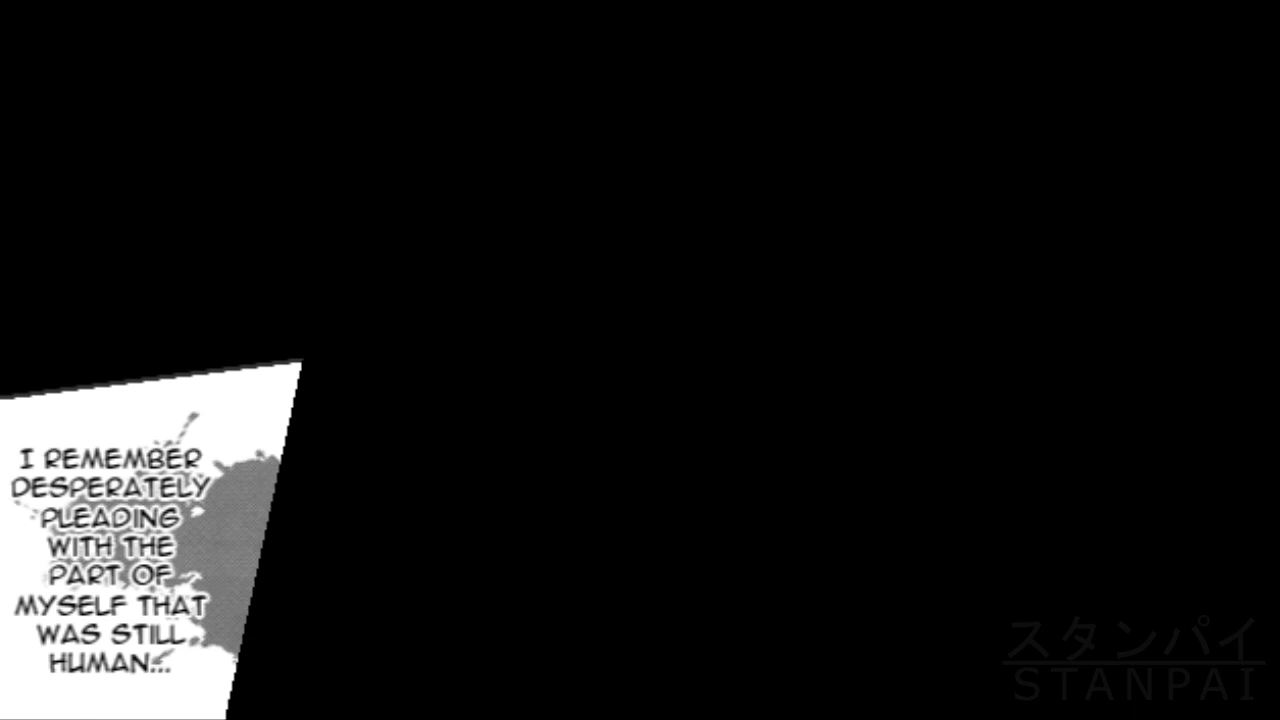 I REMEMBER
DESPERATELY
PLEADING
WITH THE
PART OF
MYSELF THAT
WAS STILL
HUMAN...
スタンパイ
STANPAI